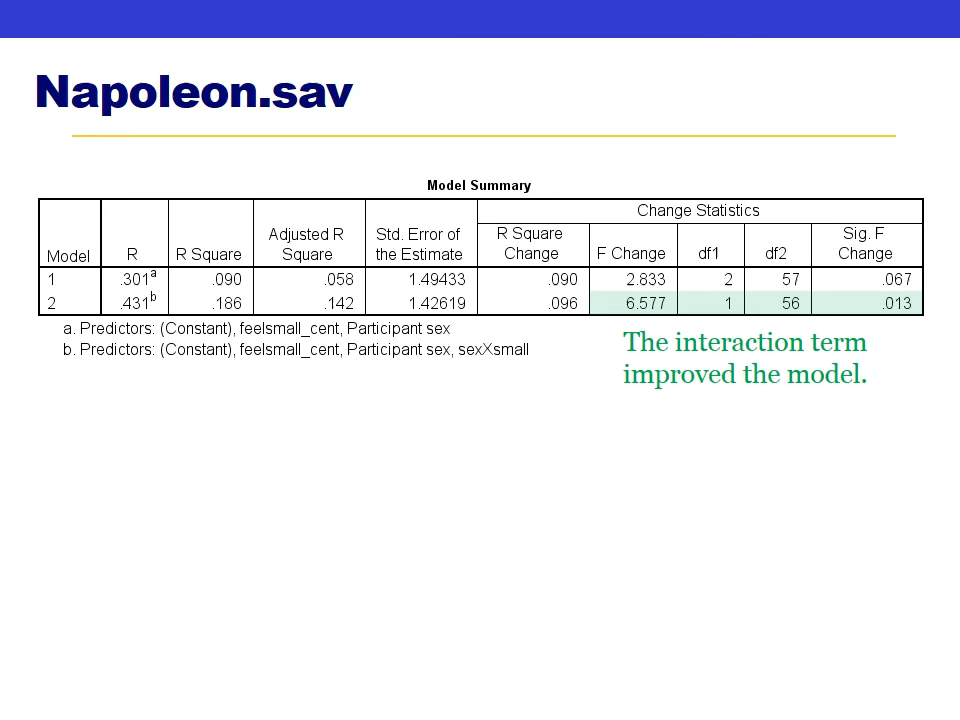 Napoleon.sav
Model Summary
Change Statistics
Model R R Square Adjusted R Square Std. Error of the Estimate R Square Change F Change df1 df2 Sig. F Change
1 .301a .090 .058 1.49433 .090 2.833 2 57 .067
2 .431b .186 .142 1.42619 .096 6.577 1 56 .013
a. Predictors: (Constant), feelsmall_cent, Participant sex
b. Predictors: (Constant), feelsmall_cent, Participant sex, sexXsmall
The interaction term
improved the model.